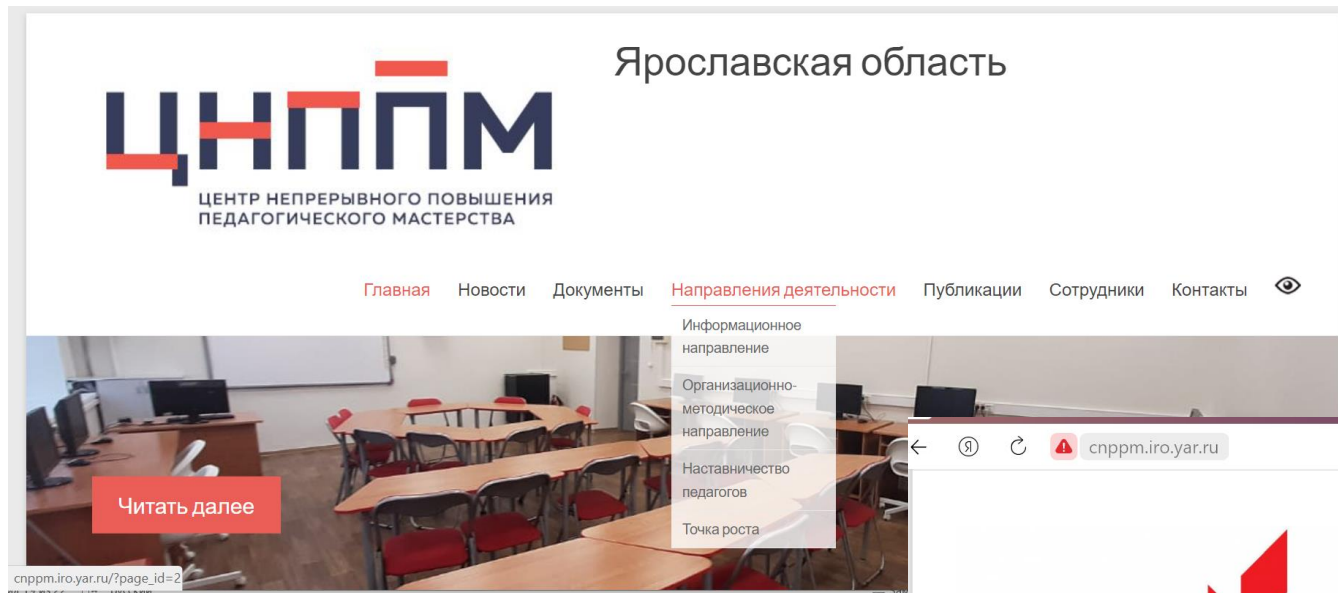 Ярославская область
ЦНППМ
ЦЕНТР НЕПРЕРЫВНОГО ПОВЫШЕНИЯ
ПЕДАГОГИЧЕСКОГО МАСТЕРСТВА
Главная Новости Документы Направления деятельности Публикации Сотрудники Контакты
Информационное
направление
Организационно-
методическое
направление
Наставничество
педагогов
Точка роста
Читать далее
cnppm.iro.yar.ru/?page_id=2
Я cnppm.iro.yar.ru